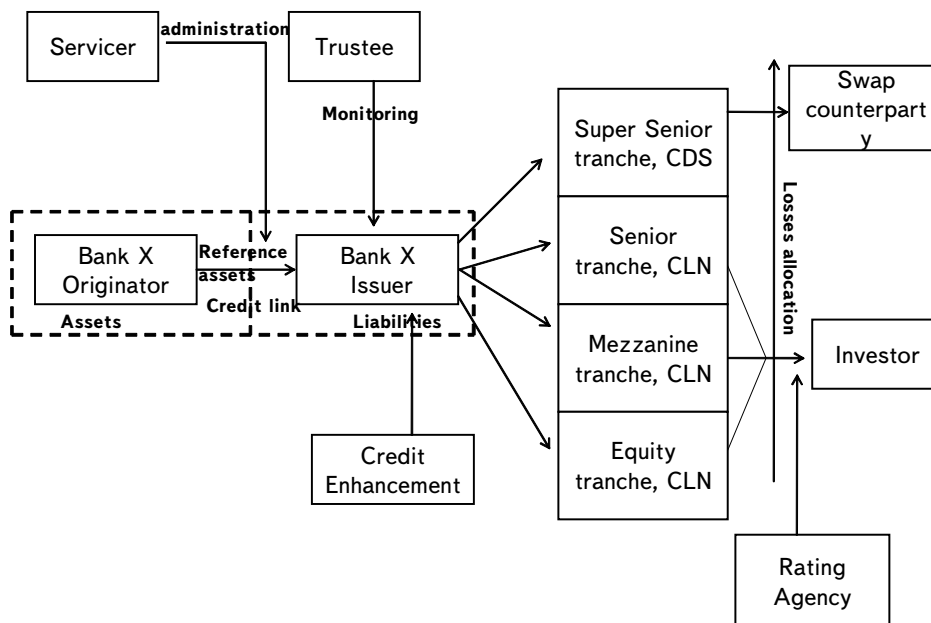 Servicer
administration
Trustee
Monitoring
Super Senior
tranche, CDS
Swap
counterpart
y
Losses allocation
Senior
tranche, CLN
Bank X
Originator
Reference
assets
Credit link
Bank X
Issuer
Assets
Liabilities
Mezzanine
tranche, CLN
Investor
Credit
Enhancement
Equity
tranche, CLN
Rating
Agency